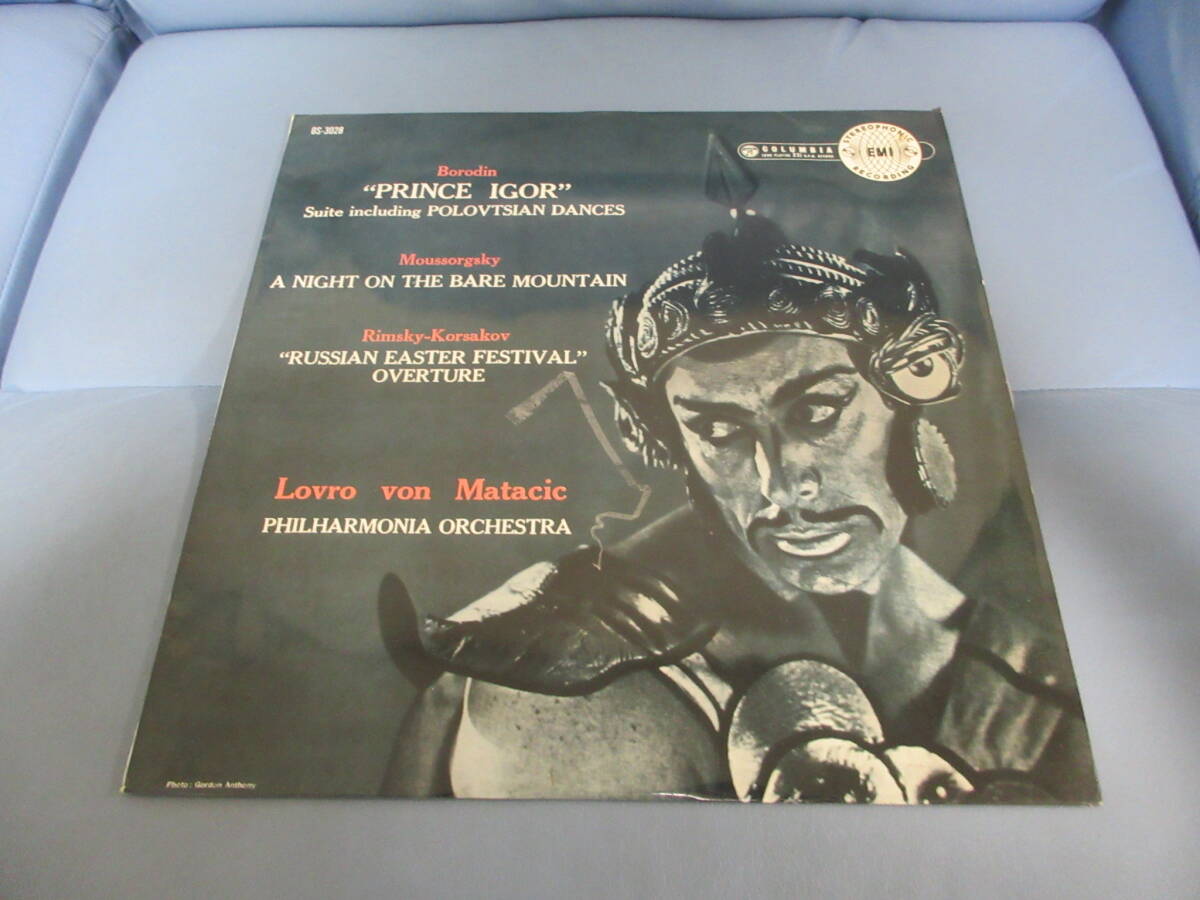 OS-3028
COLUMBIA
STEREOPHONIC
EMI
RECORDING
Borodin
"PRINCE IGOR"
Suite including POLOVTSIAN DANCES
Moussorgsky
A NIGHT ON THE BARE MOUNTAIN
Rimsky-Korsakov
"RUSSIAN EASTER FESTIVAL"
OVERTURE
Lovro von Matacic
PHILHARMONIA ORCHESTRA
Photo: Gordon Anthony